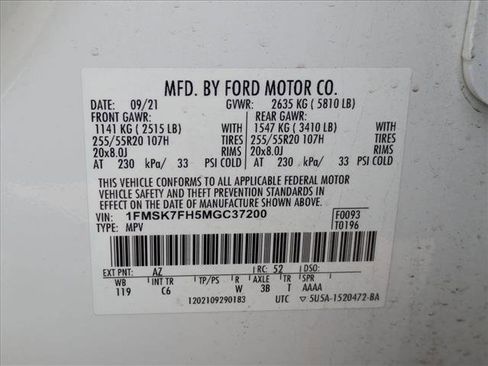 MFD. BY FORD MOTOR CO.
DATE: 09/21 GVWR: 2635 KG ( 5810 LB)
FRONT GAWR: REAR GAWR:
1141 KG ( 2515 LB) WITH 1547 KG ( 3410 LB) WITH
255/55R20 107H TIRES 255/55R20 107H TIRES
20x8.0J RIMS 20x8.0J RIMS
AT 230 kPa/ 33 PSI COLD AT 230 kPa/ 33 PSI COLD
THIS VEHICLE CONFORMS TO ALL APPLICABLE FEDERAL MOTOR
VEHICLE SAFETY AND THEFT PREVENTION STANDARDS IN
EFFECT ON THE DATE OF MANUFACTURE SHOWN ABOVE.
VIN: 1FMSK7FH5MGC37200 F0093
TYPE: MPV T0196
EXT PNT: AZ RC: 52 DSO:
WB INT TR TP/PS R AXLE TR SPR
119 C6 W 3B T AAAA
1202109290183 UTC ▽ 5U5A-1520472-BA